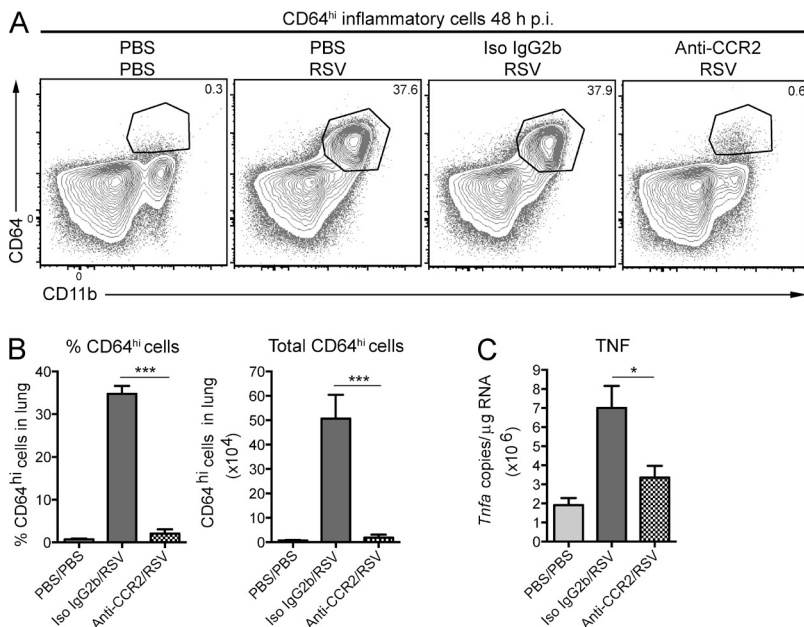 A
CD64hi inflammatory cells 48 h p.i.
PBS PBS Iso IgG2b Anti-CCR2
PBS RSV RSV RSV
0.3 37.6 37.9 0.6
CD64
0
0
CD11b
B
% CD64hi cells
% CD64hi cells in lung
40
30
20
10
0
PBS/PBS
Iso IgG2b/RSV
Anti-CCR2/RSV
***
Total CD64hi cells
CD64hi cells in lung
(x104)
70
60
50
40
30
20
10
0
PBS/PBS
Iso IgG2b/RSV
Anti-CCR2/RSV
***
C
TNF
Tnfa copies/µg RNA
(x106)
9
8
7
6
5
4
3
2
1
0
PBS/PBS
Iso IgG2b/RSV
Anti-CCR2/RSV
*